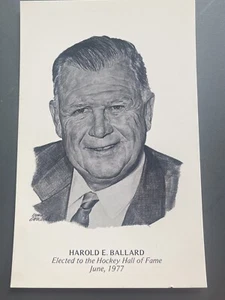 HAROLD E. BALLARD
Elected to the Hockey Hall of Fame
June, 1977